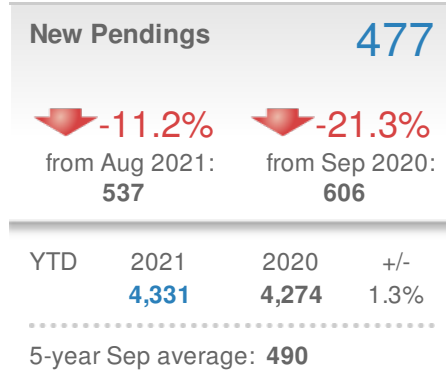 New Pendings 477
-11.2% -21.3%
from Aug 2021: from Sep 2020:
537 606
YTD 2021 2020 +/-
4,331 4,274 1.3%
5-year Sep average: 490